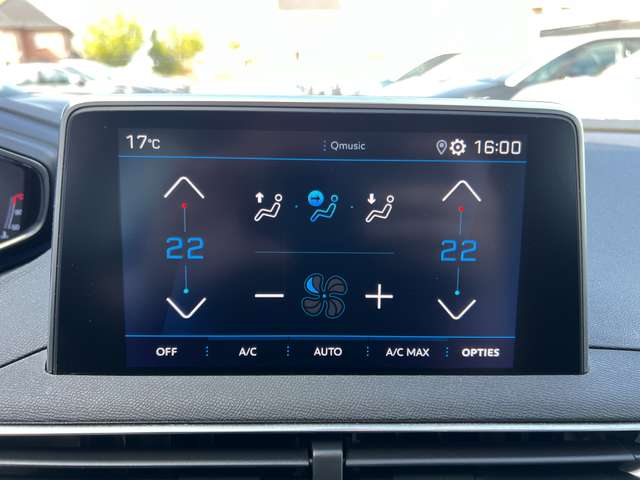 17°C Qmusic 16:00
22 22
OFF A/C AUTO A/C MAX OPTIES